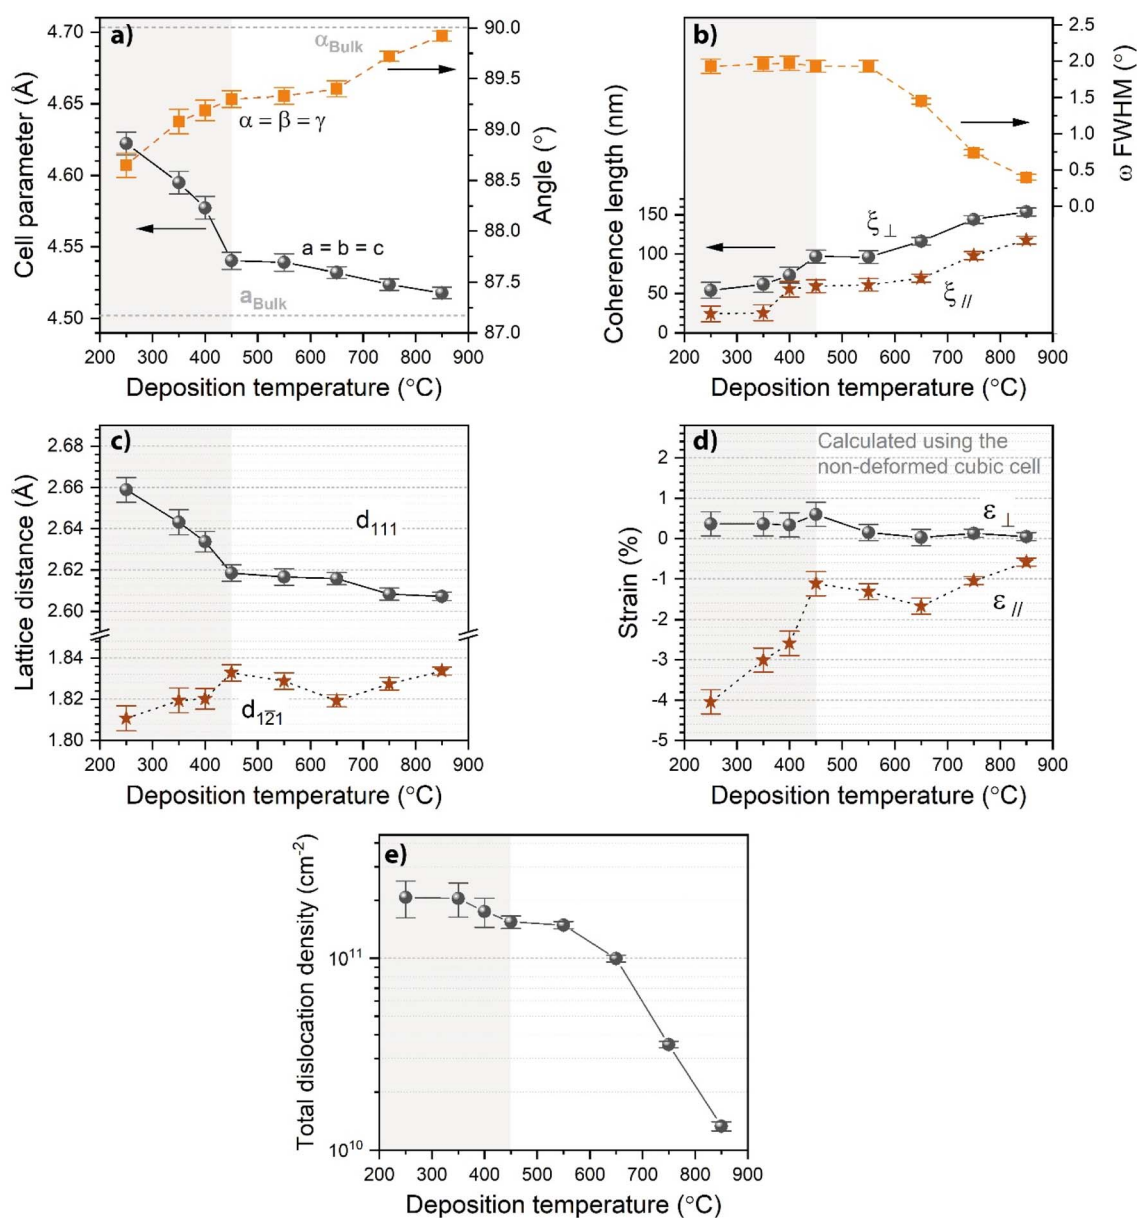 a)
4.70
4.65
4.60
4.55
4.50
Cell parameter (Å)
α_Bulk
α = β = γ
a = b = c
a_Bulk
90.0
89.5
89.0
88.5
88.0
87.5
87.0
Angle (°)
200 300 400 500 600 700 800 900
Deposition temperature (°C)
b)
Coherence length (nm)
150
100
50
0
ξ⊥
ξ//
2.5
2.0
1.5
1.0
0.5
0.0
ω FWHM (°)
200 300 400 500 600 700 800 900
Deposition temperature (°C)
c)
2.68
2.66
2.64
2.62
2.60
1.84
1.82
1.80
Lattice distance (Å)
d₁₁₁
d₁2̅₁
200 300 400 500 600 700 800 900
Deposition temperature (°C)
d)
Calculated using the
non-deformed cubic cell
2
1
0
-1
-2
-3
-4
-5
Strain (%)
ε⊥
ε//
200 300 400 500 600 700 800 900
Deposition temperature (°C)
e)
Total dislocation density (cm⁻²)
10¹¹
10¹⁰
200 300 400 500 600 700 800 900
Deposition temperature (°C)